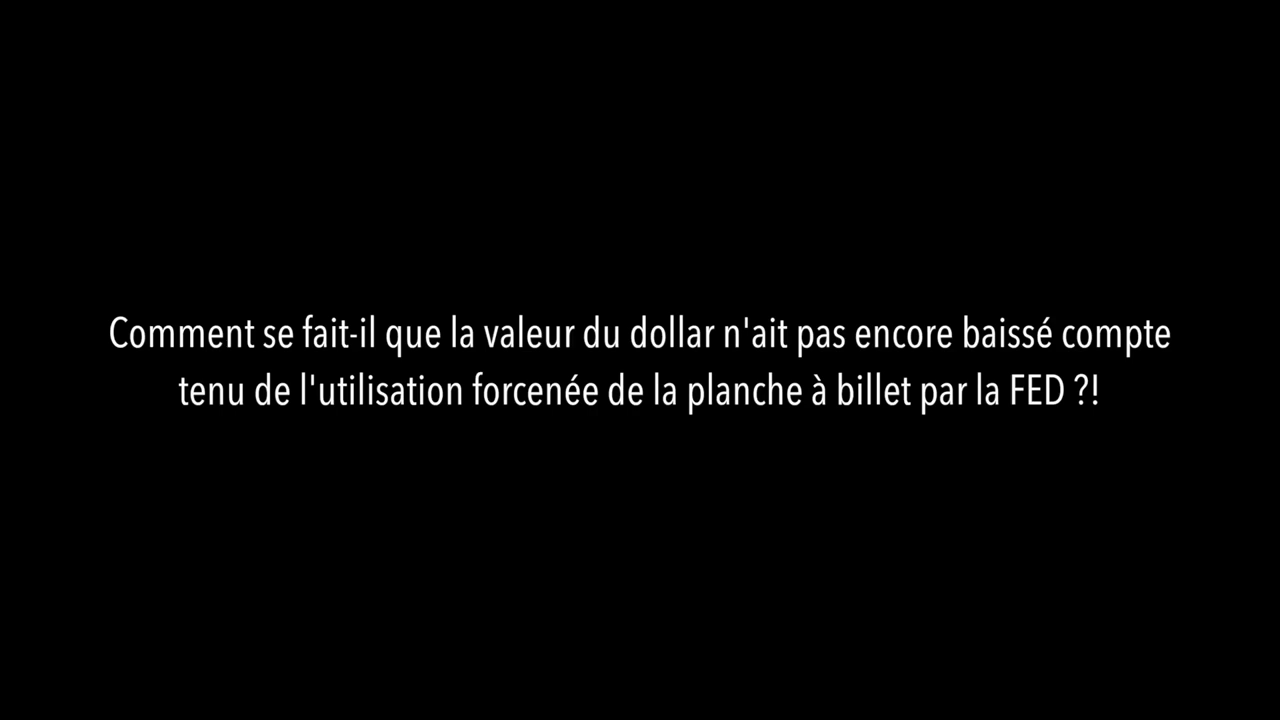 Comment se fait-il que la valeur du dollar n'ait pas encore baissé compte
tenu de l'utilisation forcenée de la planche à billet par la FED ?!